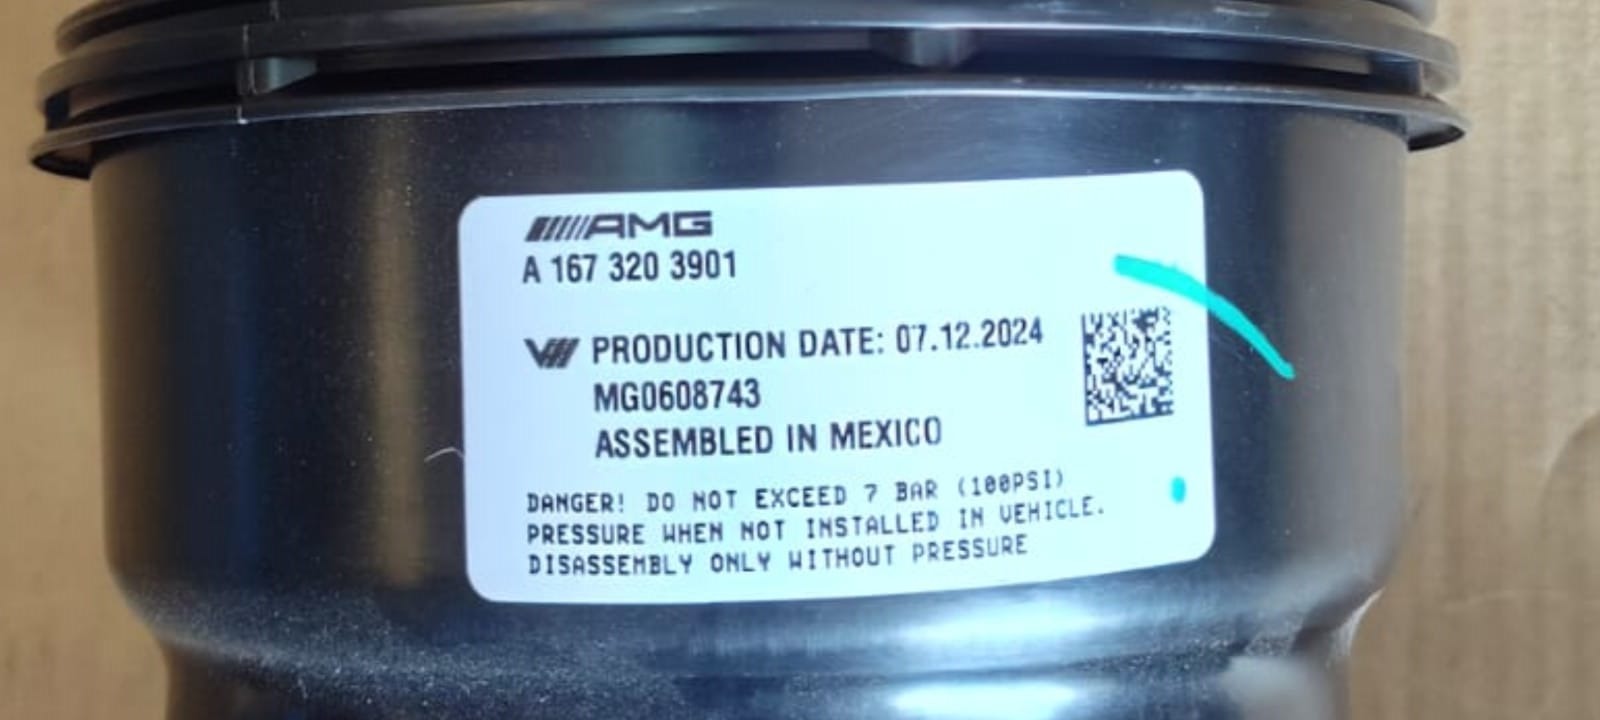 AMG
A 167 320 3901
PRODUCTION DATE: 07.12.2024
MG0608743
ASSEMBLED IN MEXICO
DANGER! DO NOT EXCEED 7 BAR (100PSI)
PRESSURE WHEN NOT INSTALLED IN VEHICLE.
DISASSEMBLY ONLY WITHOUT PRESSURE